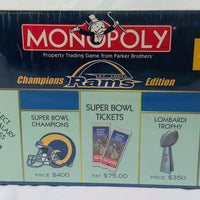 MONOPOLY
Property Trading Game from Parker Brothers®
Champions Rams Edition
SUPER BOWL
CHAMPIONS
PRICE $400
SUPER BOWL
TICKETS
PAY $75.00
LOMBARDI
TROPHY
PRICE $350